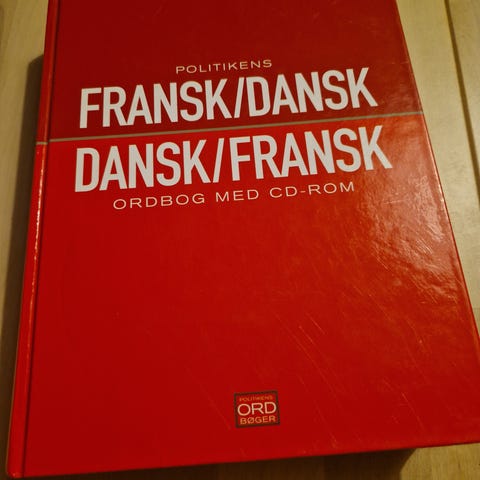 POLITIKENS
FRANSK/DANSK
DANSK/FRANSK
ORDBOG MED CD-ROM
POLITIKENS
ORD
BØGER